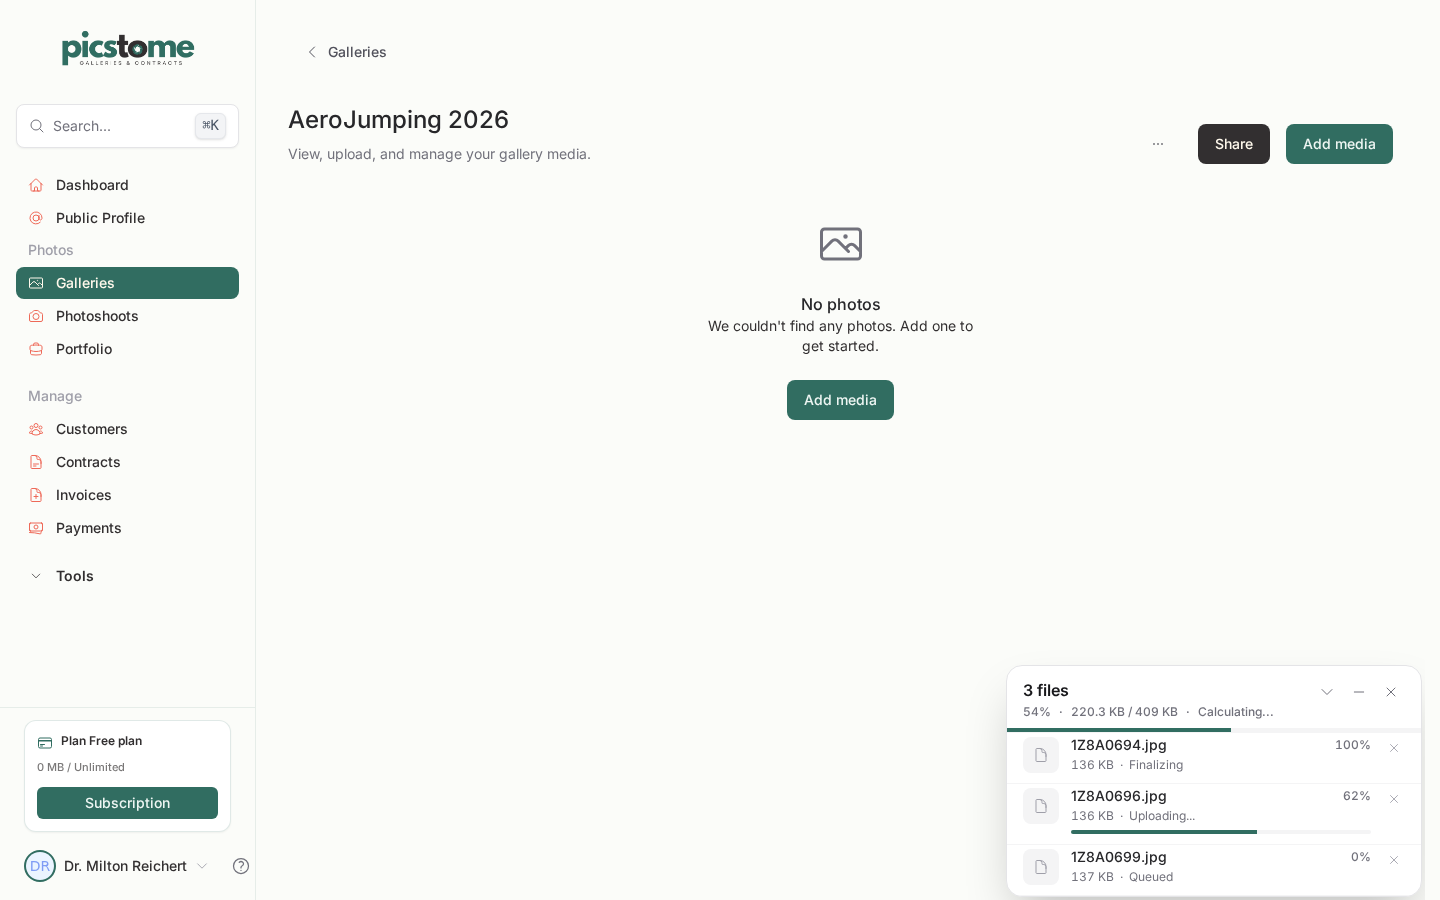 picstome
GALLERIES & CONTRACTS
Search...
⌘K
Dashboard
Public Profile
Photos
Galleries
Photoshoots
Portfolio
Manage
Customers
Contracts
Invoices
Payments
Tools
Plan Free plan
0 MB / Unlimited
Subscription
DR
Dr. Milton Reichert
Galleries
AeroJumping 2026
View, upload, and manage your gallery media.
...
Share
Add media
No photos
We couldn't find any photos. Add one to
get started.
Add media
3 files
54% · 220.3 KB / 409 KB · Calculating...
1Z8A0694.jpg
100%
136 KB · Finalizing
1Z8A0696.jpg
62%
136 KB · Uploading...
1Z8A0699.jpg
0%
137 KB · Queued